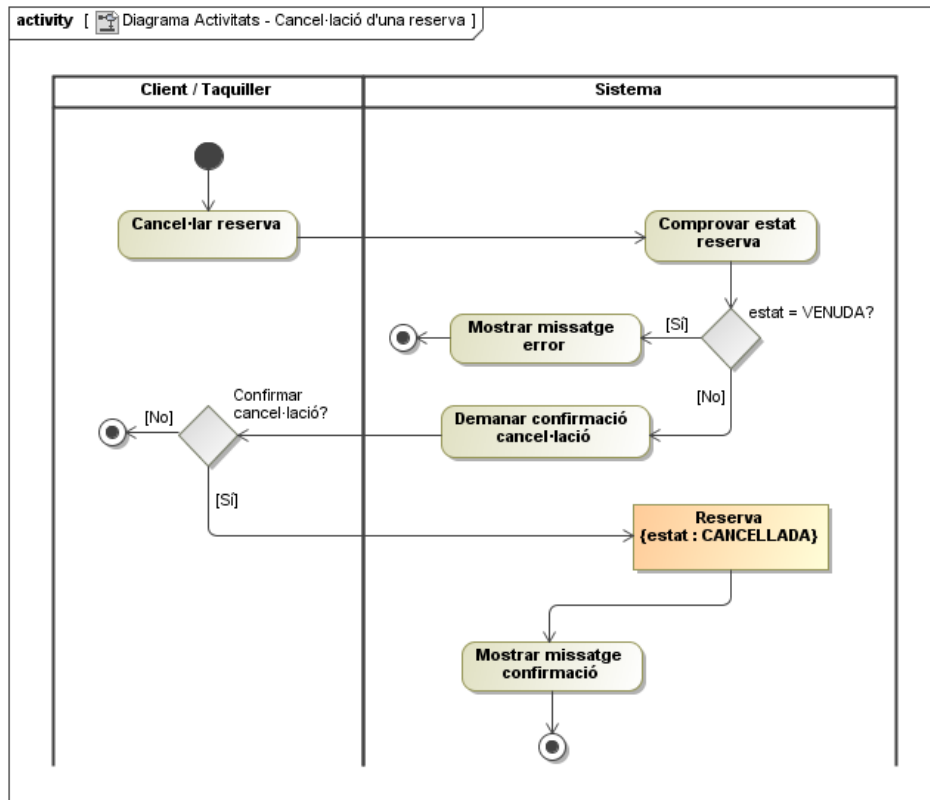 activity [ Diagrama Activitats - Cancel·lació d'una reserva ]
Client / Taquiller
Sistema
Cancel·lar reserva
Comprovar estat
reserva
estat = VENUDA?
[Sí]
Mostrar missatge
error
[No]
Confirmar
cancel·lació?
[No]
Demanar confirmació
cancel·lació
[Sí]
Reserva
{estat : CANCELLADA}
Mostrar missatge
confirmació